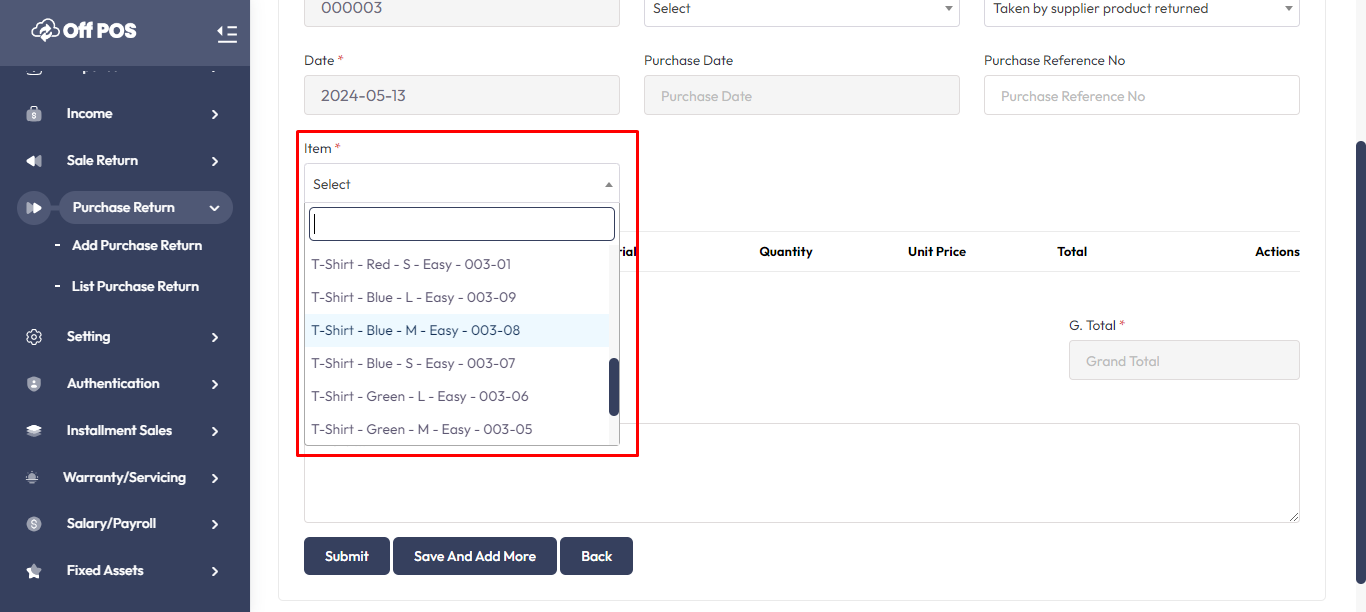 Off POS
Income
Sale Return
Purchase Return
- Add Purchase Return
- List Purchase Return
Setting
Authentication
Installment Sales
Warranty/Servicing
Salary/Payroll
Fixed Assets
000003
Select
Taken by supplier product returned
Date *
Purchase Date
Purchase Reference No
2024-05-13
Purchase Date
Purchase Reference No
Item *
Select
T-Shirt - Red - S - Easy - 003-01
T-Shirt - Blue - L - Easy - 003-09
T-Shirt - Blue - M - Easy - 003-08
T-Shirt - Blue - S - Easy - 003-07
T-Shirt - Green - L - Easy - 003-06
T-Shirt - Green - M - Easy - 003-05
Quantity
Unit Price
Total
Actions
G. Total *
Grand Total
Submit
Save And Add More
Back